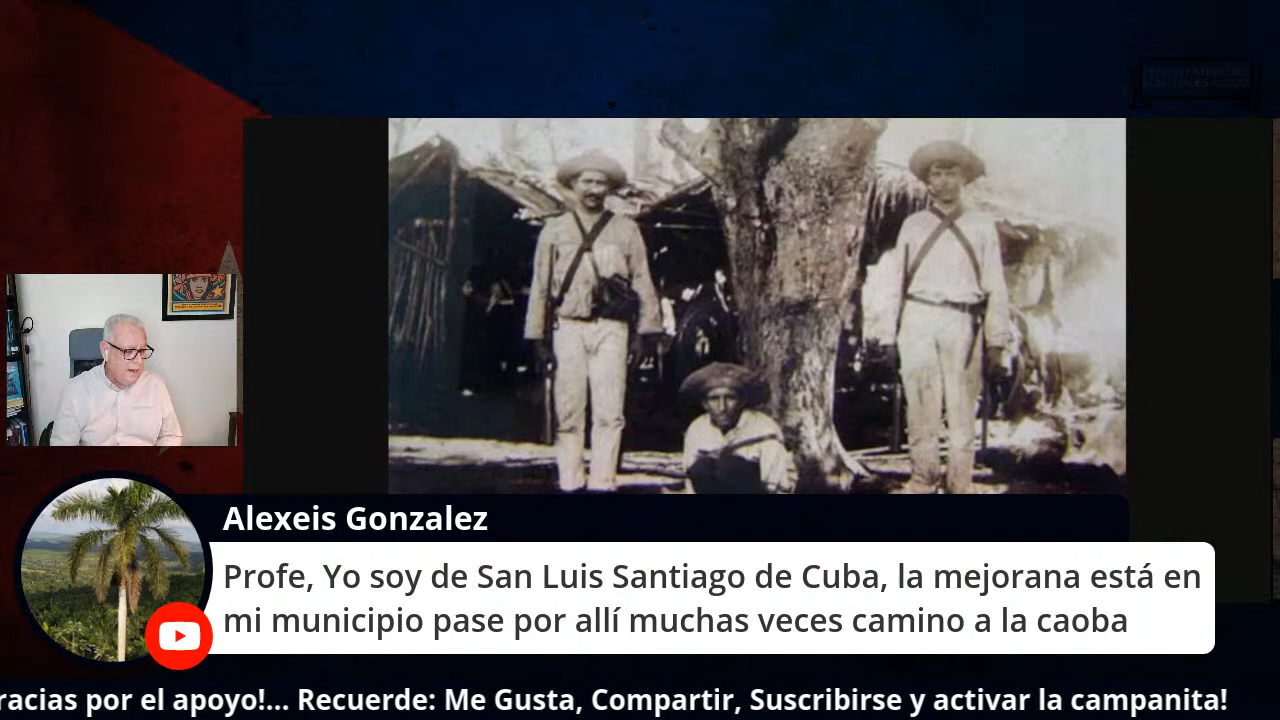 Alexeis Gonzalez
Profe, Yo soy de San Luis Santiago de Cuba, la mejorana está en
mi municipio pase por allí muchas veces camino a la caoba
racias por el apoyo!... Recuerde: Me Gusta, Compartir, Suscribirse y activar la campanita!